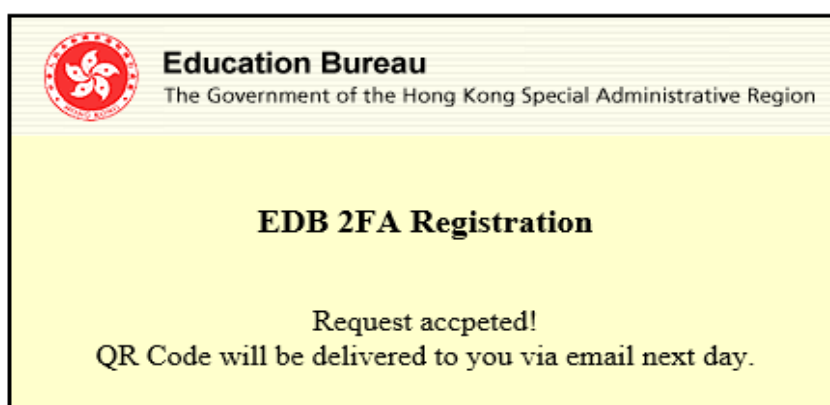 Education Bureau
The Government of the Hong Kong Special Administrative Region
EDB 2FA Registration
Request accpeted!
QR Code will be delivered to you via email next day.